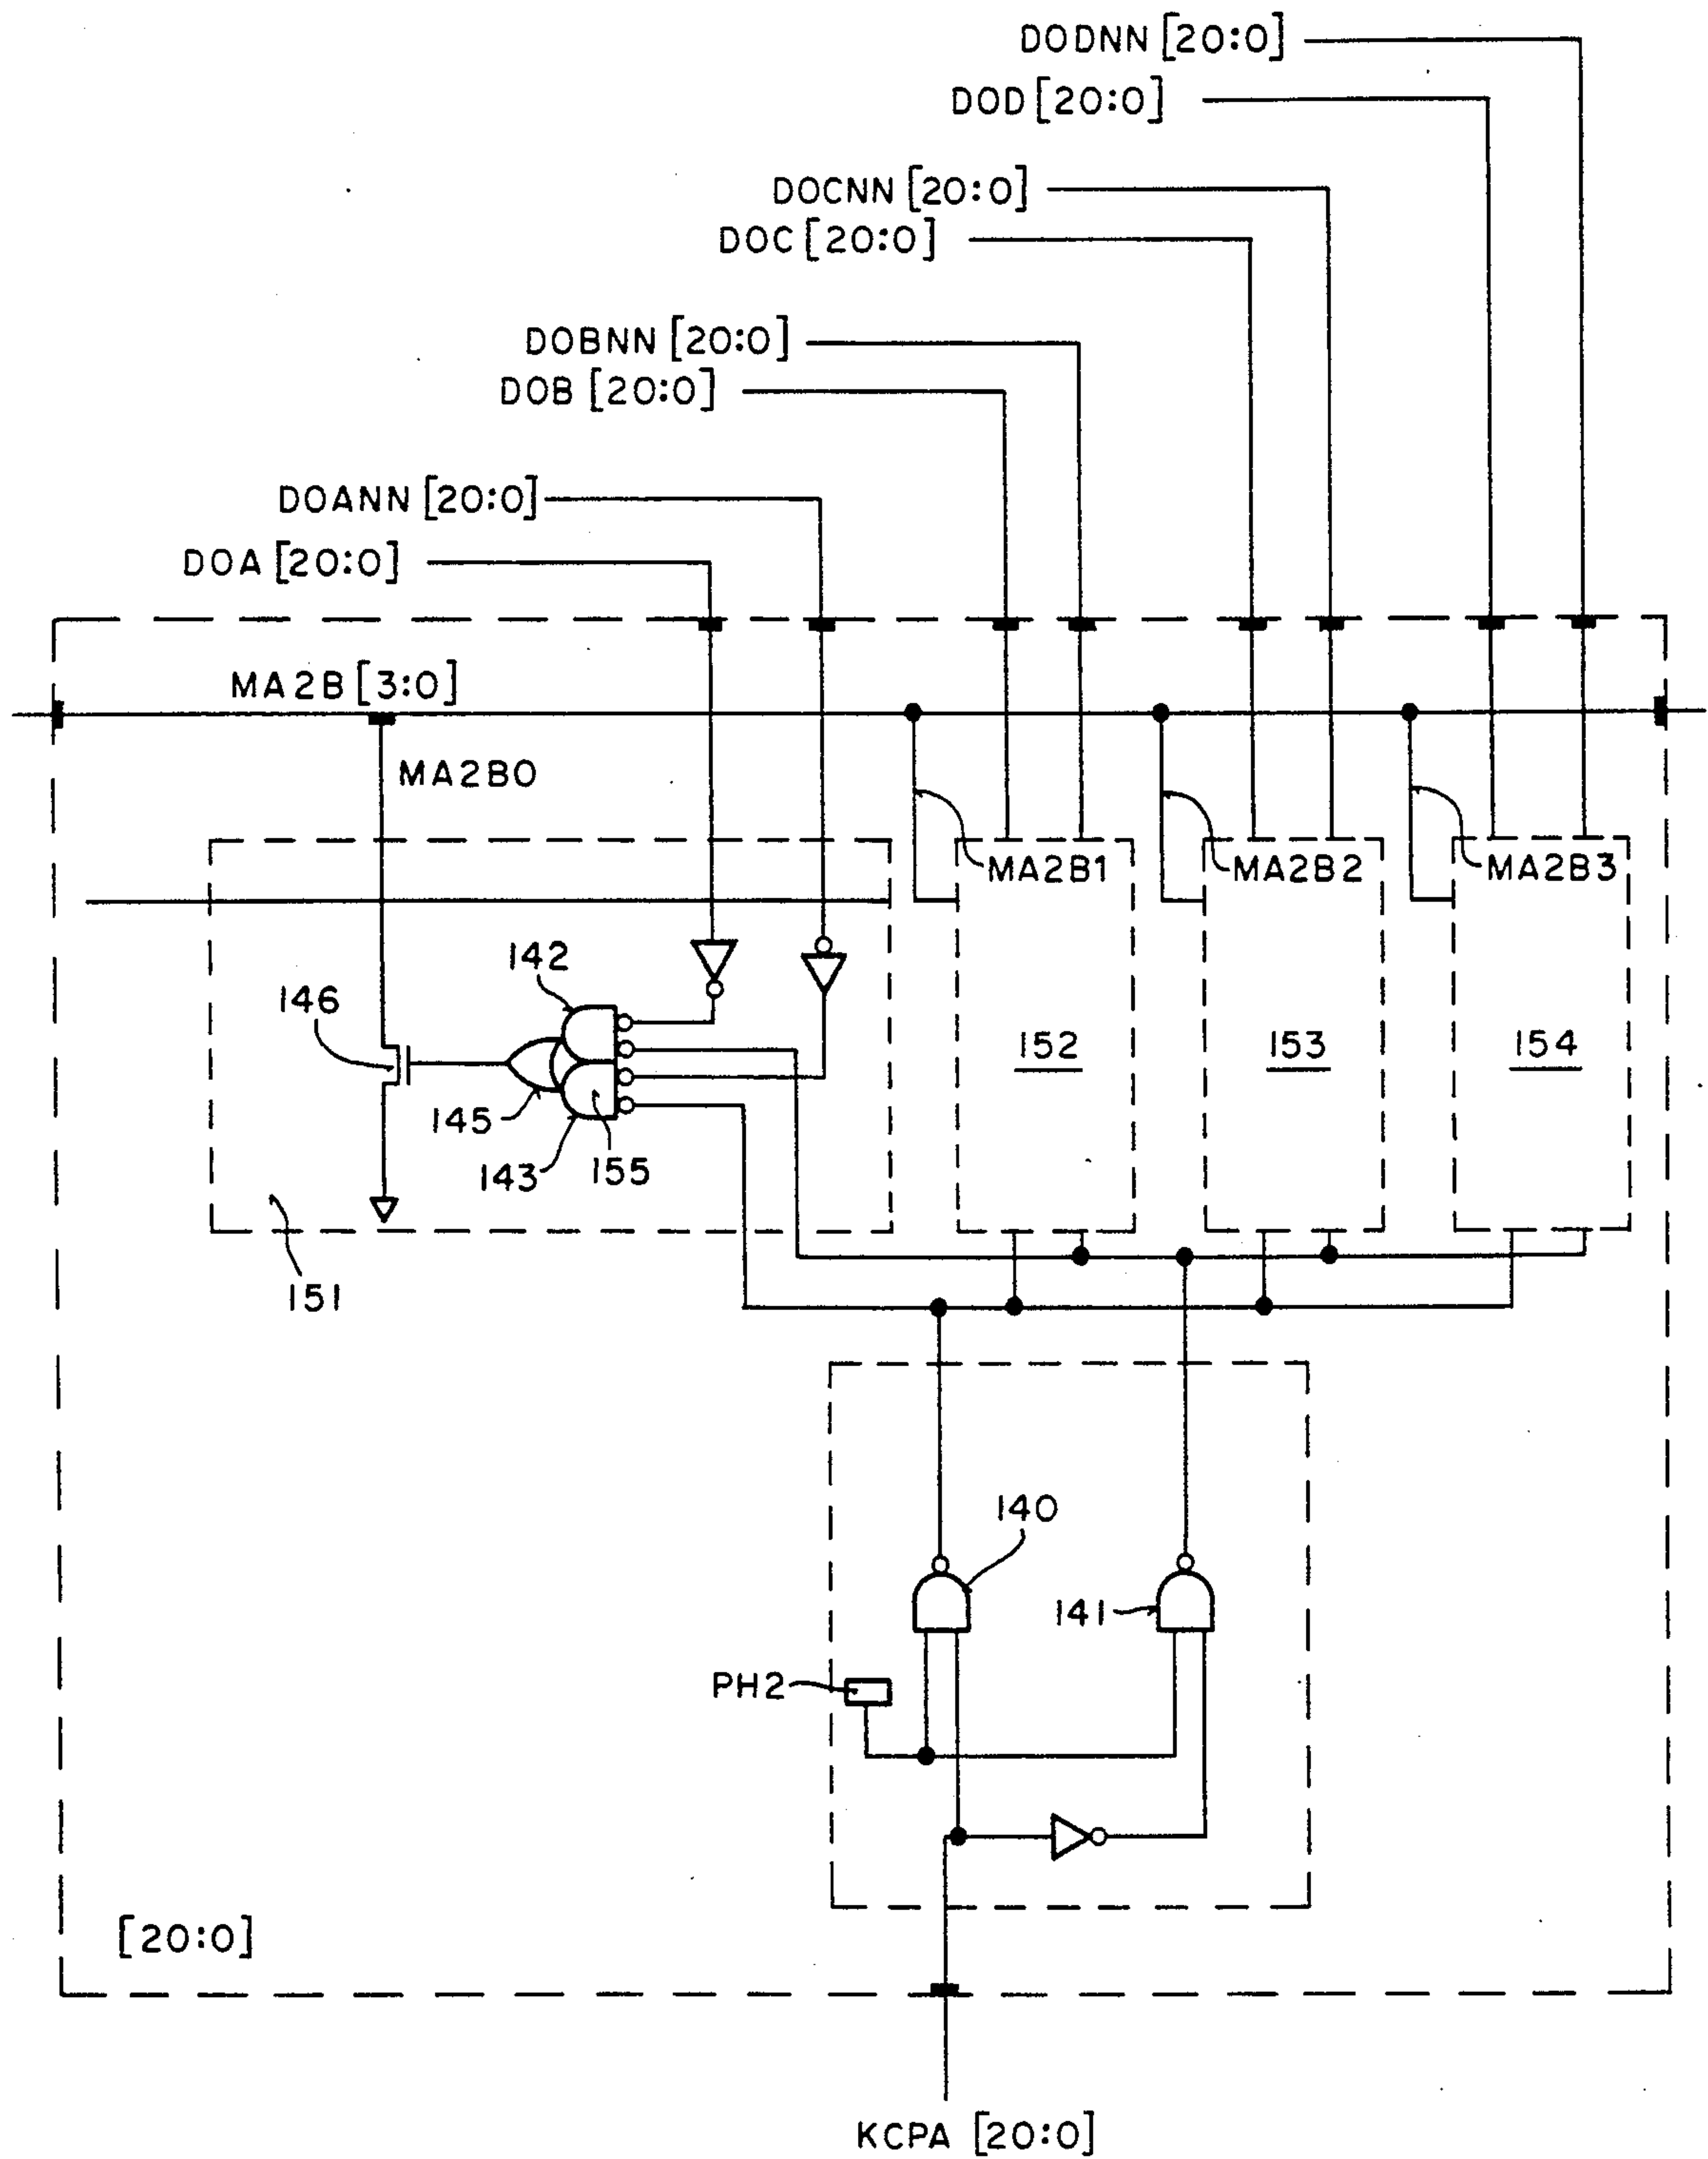 DODNN [20:0]
DOD [20:0]
DOCNN [20:0]
DOC [20:0]
DOBNN [20:0]
DOB [20:0]
DOANN [20:0]
DOA [20:0]
MA2B [3:0]
MA2B0
MA2B1
MA2B2
MA2B3
142
146
152
153
154
145
143
155
151
140
141
PH2
[20:0]
KCPA [20:0]